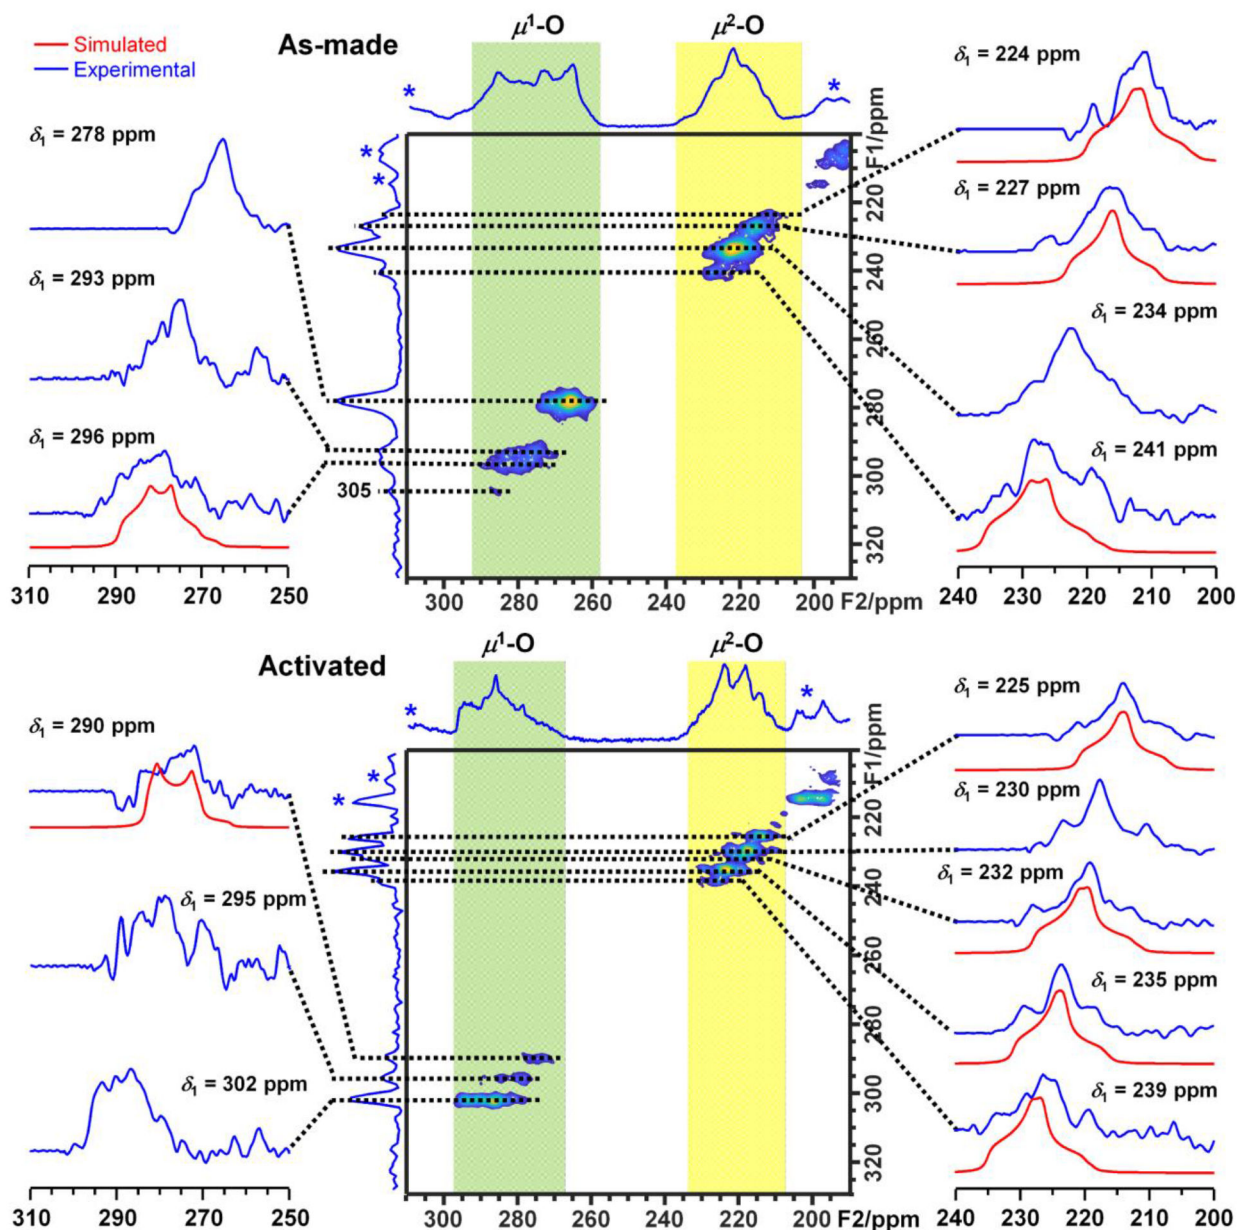 Simulated
Experimental
As-made
μ¹-O
μ²-O
*
*
*
*
δ₁ = 278 ppm
δ₁ = 293 ppm
δ₁ = 296 ppm
310 290 270 250
305
F1/ppm
220
240
260
280
300
320
300 280 260 240 220 200
F2/ppm
δ₁ = 224 ppm
δ₁ = 227 ppm
δ₁ = 234 ppm
δ₁ = 241 ppm
240 230 220 210 200
Activated
μ¹-O
μ²-O
*
*
*
*
δ₁ = 290 ppm
δ₁ = 295 ppm
δ₁ = 302 ppm
310 290 270 250
F1/ppm
220
240
260
280
300
320
300 280 260 240 220 200
F2/ppm
δ₁ = 225 ppm
δ₁ = 230 ppm
δ₁ = 232 ppm
δ₁ = 235 ppm
δ₁ = 239 ppm
240 230 220 210 200